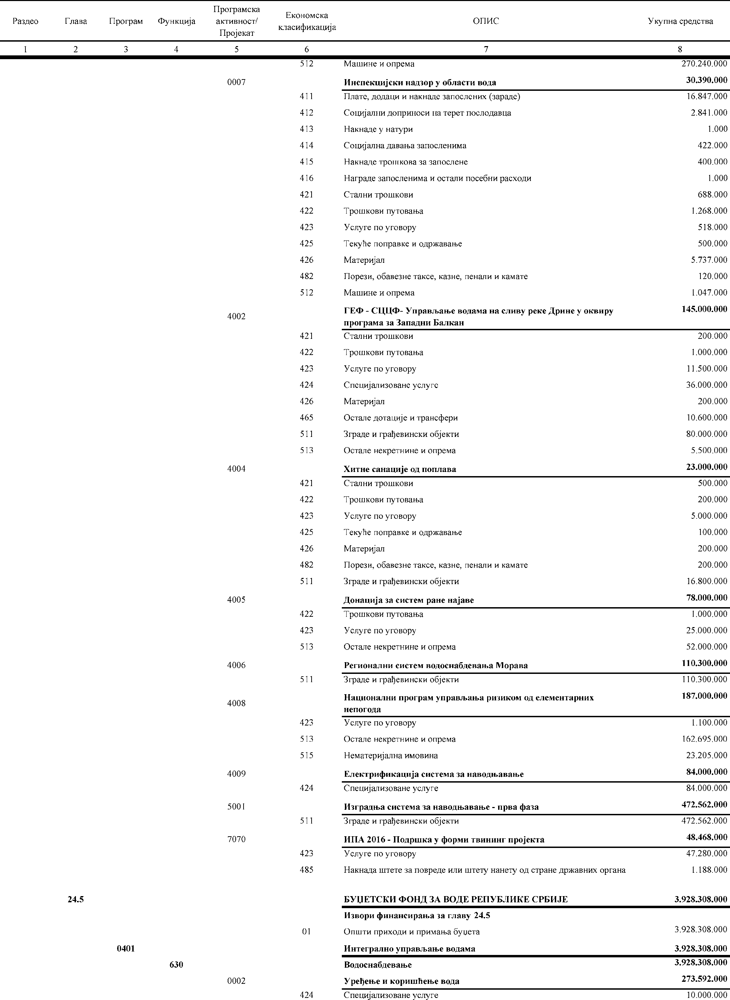 Раздео Глава Програм Функција Програмска активност/ Пројекат Економска класификација ОПИС Укупна средства
1 2 3 4 5 6 7 8
512 Машине и опрема 270.240.000
0007 Инспекцијски надзор у области вода 30.390.000
411 Плате, додаци и накнаде запослених (зараде) 16.847.000
412 Социјални доприноси на терет послодавца 2.841.000
413 Накнаде у натури 1.000
414 Социјална давања запосленима 422.000
415 Накнаде трошкова за запослене 400.000
416 Награде запосленима и остали посебни расходи 1.000
421 Стални трошкови 688.000
422 Трошкови путовања 1.268.000
423 Услуге по уговору 518.000
425 Текуће поправке и одржавање 500.000
426 Материјал 5.737.000
482 Порези, обавезне таксе, казне, пенали и камате 120.000
512 Машине и опрема 1.047.000
4002 ГЕФ - СЦЦФ- Управљање водама на сливу реке Дрине у оквиру 145.000.000
програма за Западни Балкан
421 Стални трошкови 200.000
422 Трошкови путовања 1.000.000
423 Услуге по уговору 11.500.000
424 Специјализоване услуге 36.000.000
426 Материјал 200.000
465 Остале дотације и трансфери 10.600.000
511 Зграде и грађевински објекти 80.000.000
513 Остале некретнине и опрема 5.500.000
4004 Хитне санације од поплава 23.000.000
421 Стални трошкови 500.000
422 Трошкови путовања 200.000
423 Услуге по уговору 5.000.000
425 Текуће поправке и одржавање 100.000
426 Материјал 200.000
482 Порези, обавезне таксе, казне, пенали и камате 200.000
511 Зграде и грађевински објекти 16.800.000
4005 Донација за систем ране најаве 78.000.000
422 Трошкови путовања 1.000.000
423 Услуге по уговору 25.000.000
513 Остале некретнине и опрема 52.000.000
4006 Регионални систем водоснабдевања Морава 110.300.000
511 Зграде и грађевински објекти 110.300.000
4008 Национални програм управљања ризиком од елементарних 187.000.000
непогода
423 Услуге по уговору 1.100.000
513 Остале некретнине и опрема 162.695.000
515 Нематеријална имовина 23.205.000
4009 Електрификација система за наводњавање 84.000.000
424 Специјализоване услуге 84.000.000
5001 Изградња система за наводњавање - прва фаза 472.562.000
511 Зграде и грађевински објекти 472.562.000
7070 ИПА 2016 - Подршка у форми твининг пројекта 48.468.000
423 Услуге по уговору 47.280.000
485 Накнада штете за повреде или штету нанету од стране државних органа 1.188.000
24.5 БУЏЕТСКИ ФОНД ЗА ВОДЕ РЕПУБЛИКЕ СРБИЈЕ 3.928.308.000
Извори финансирања за главу 24.5
01 Општи приходи и примања буџета 3.928.308.000
0401 Интегрално управљање водама 3.928.308.000
630 Водоснабдевање 3.928.308.000
0002 Уређење и коришћење вода 273.592.000
424 Специјализоване услуге 10.000.000